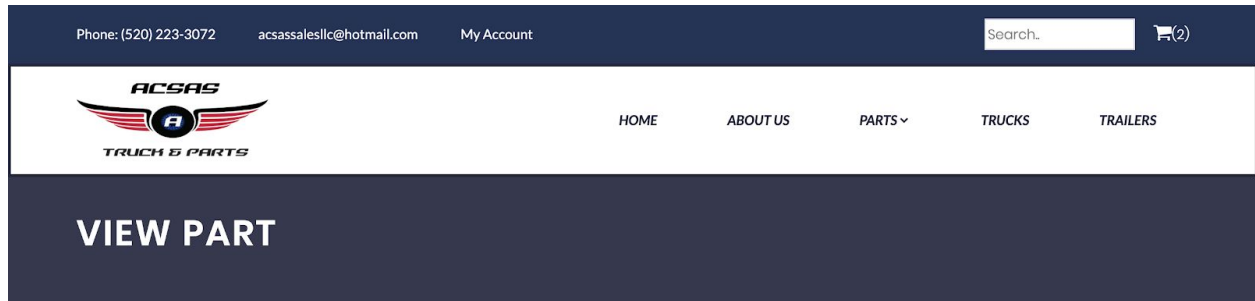 Phone: (520) 223-3072 acsassalesllc@hotmail.com My Account Search.. (2)
ACSAS
A
TRUCK & PARTS
HOME ABOUT US PARTS TRUCKS TRAILERS
VIEW PART